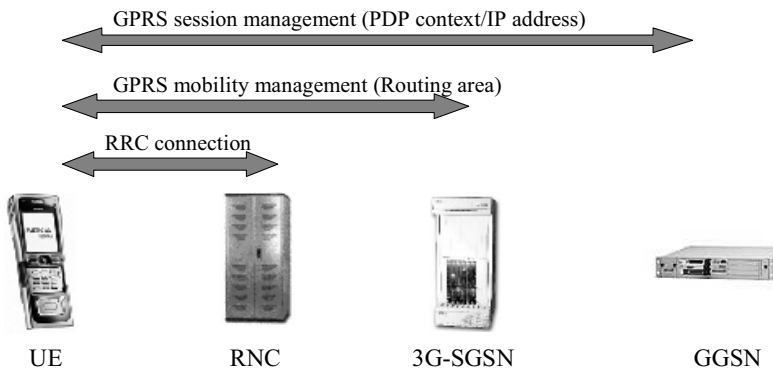 GPRS session management (PDP context/IP address)
GPRS mobility management (Routing area)
RRC connection
NOKIA
UE
RNC
3G-SGSN
GGSN